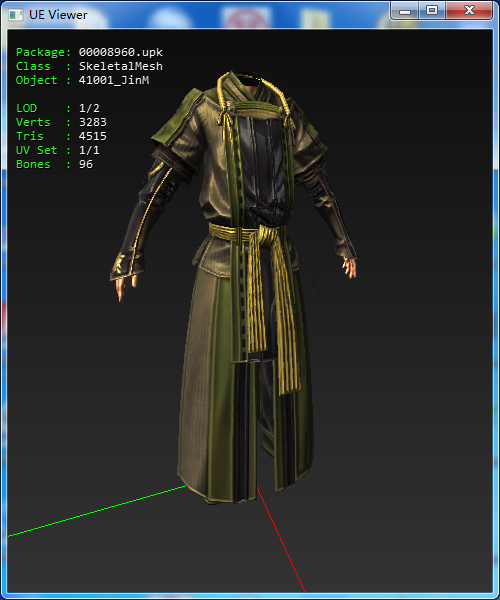 UE Viewer
Package: 00008960.upk
Class  : SkeletalMesh
Object : 41001_JinM
LOD    : 1/2
Verts  : 3283
Tris   : 4515
UV Set : 1/1
Bones  : 96